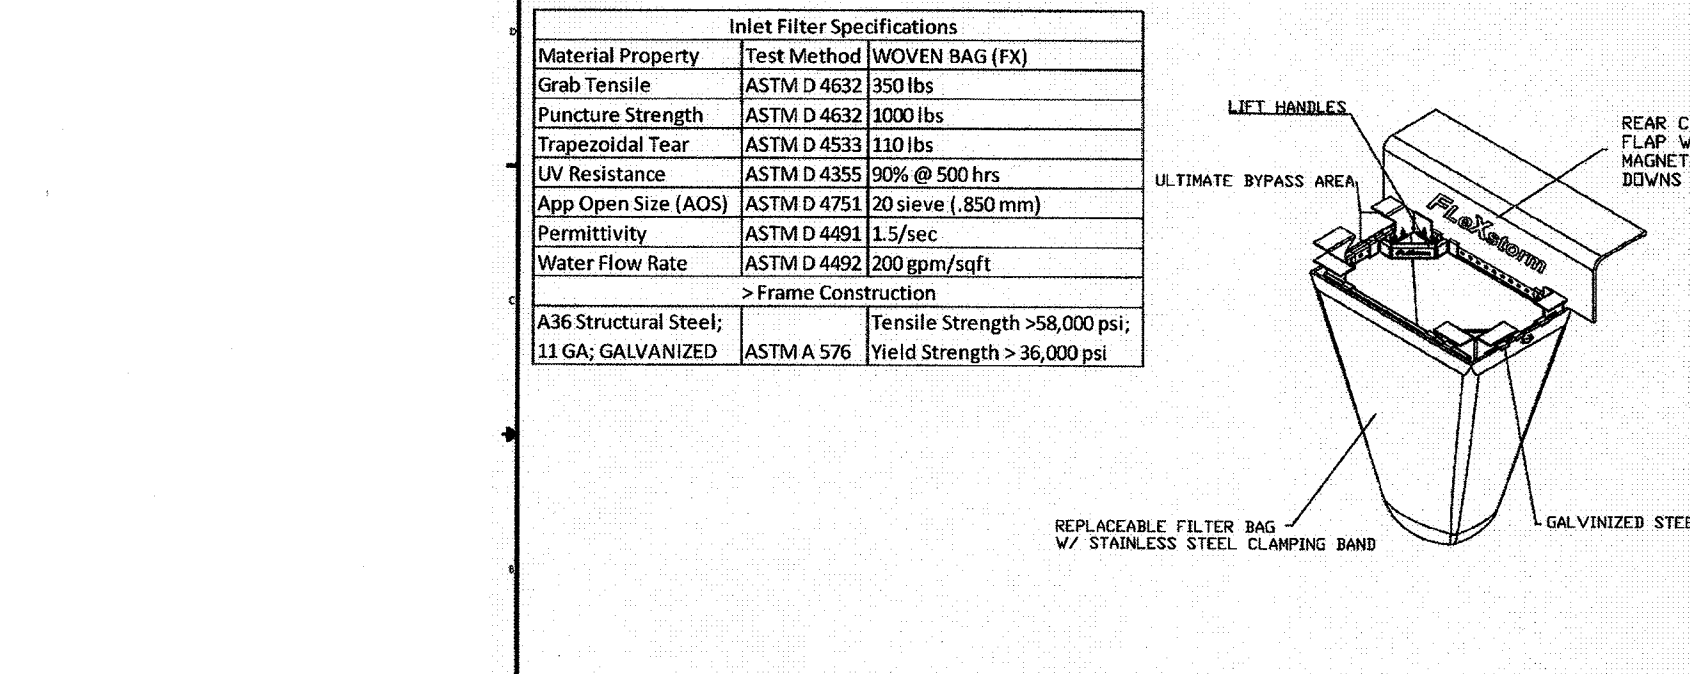 Inlet Filter Specifications
Material Property Test Method WOVEN BAG (FX)
Grab Tensile ASTM D 4632 350 lbs
Puncture Strength ASTM D 4632 1000 lbs
Trapezoidal Tear ASTM D 4533 110 lbs
UV Resistance ASTM D 4355 90% @ 500 hrs
App Open Size (AOS) ASTM D 4751 20 sieve (.850 mm)
Permittivity ASTM D 4491 1.5/sec
Water Flow Rate ASTM D 4492 200 gpm/sqft
> Frame Construction
A36 Structural Steel; Tensile Strength >58,000 psi;
11 GA; GALVANIZED ASTM A 576 Yield Strength > 36,000 psi
D
C
B
LIFT HANDLES
ULTIMATE BYPASS AREA
REAR C
FLAP W
MAGNET
DOWNS
FLeXstorm
REPLACEABLE FILTER BAG
W/ STAINLESS STEEL CLAMPING BAND
GALVINIZED STEE